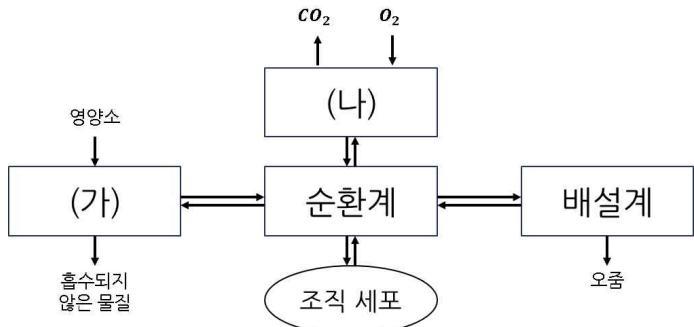 CO₂
O₂
(나)
영양소
(가)
순환계
배설계
흡수되지
않은 물질
조직 세포
오줌